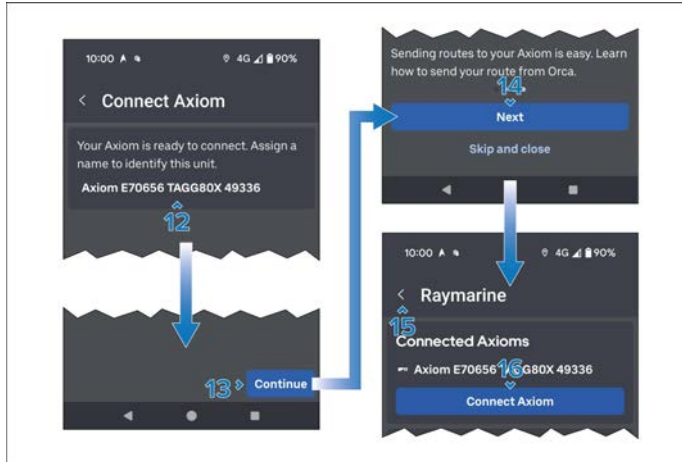 10:00
4G 90%
< Connect Axiom
Your Axiom is ready to connect. Assign a
name to identify this unit.
Axiom E70656 TAGG80X 49336
12
13 > Continue
Sending routes to your Axiom is easy. Learn
how to send your route from Orca.
14
Next
Skip and close
10:00
4G 90%
< Raymarine
15
Connected Axioms
Axiom E70656 TAGG80X 49336
16
Connect Axiom